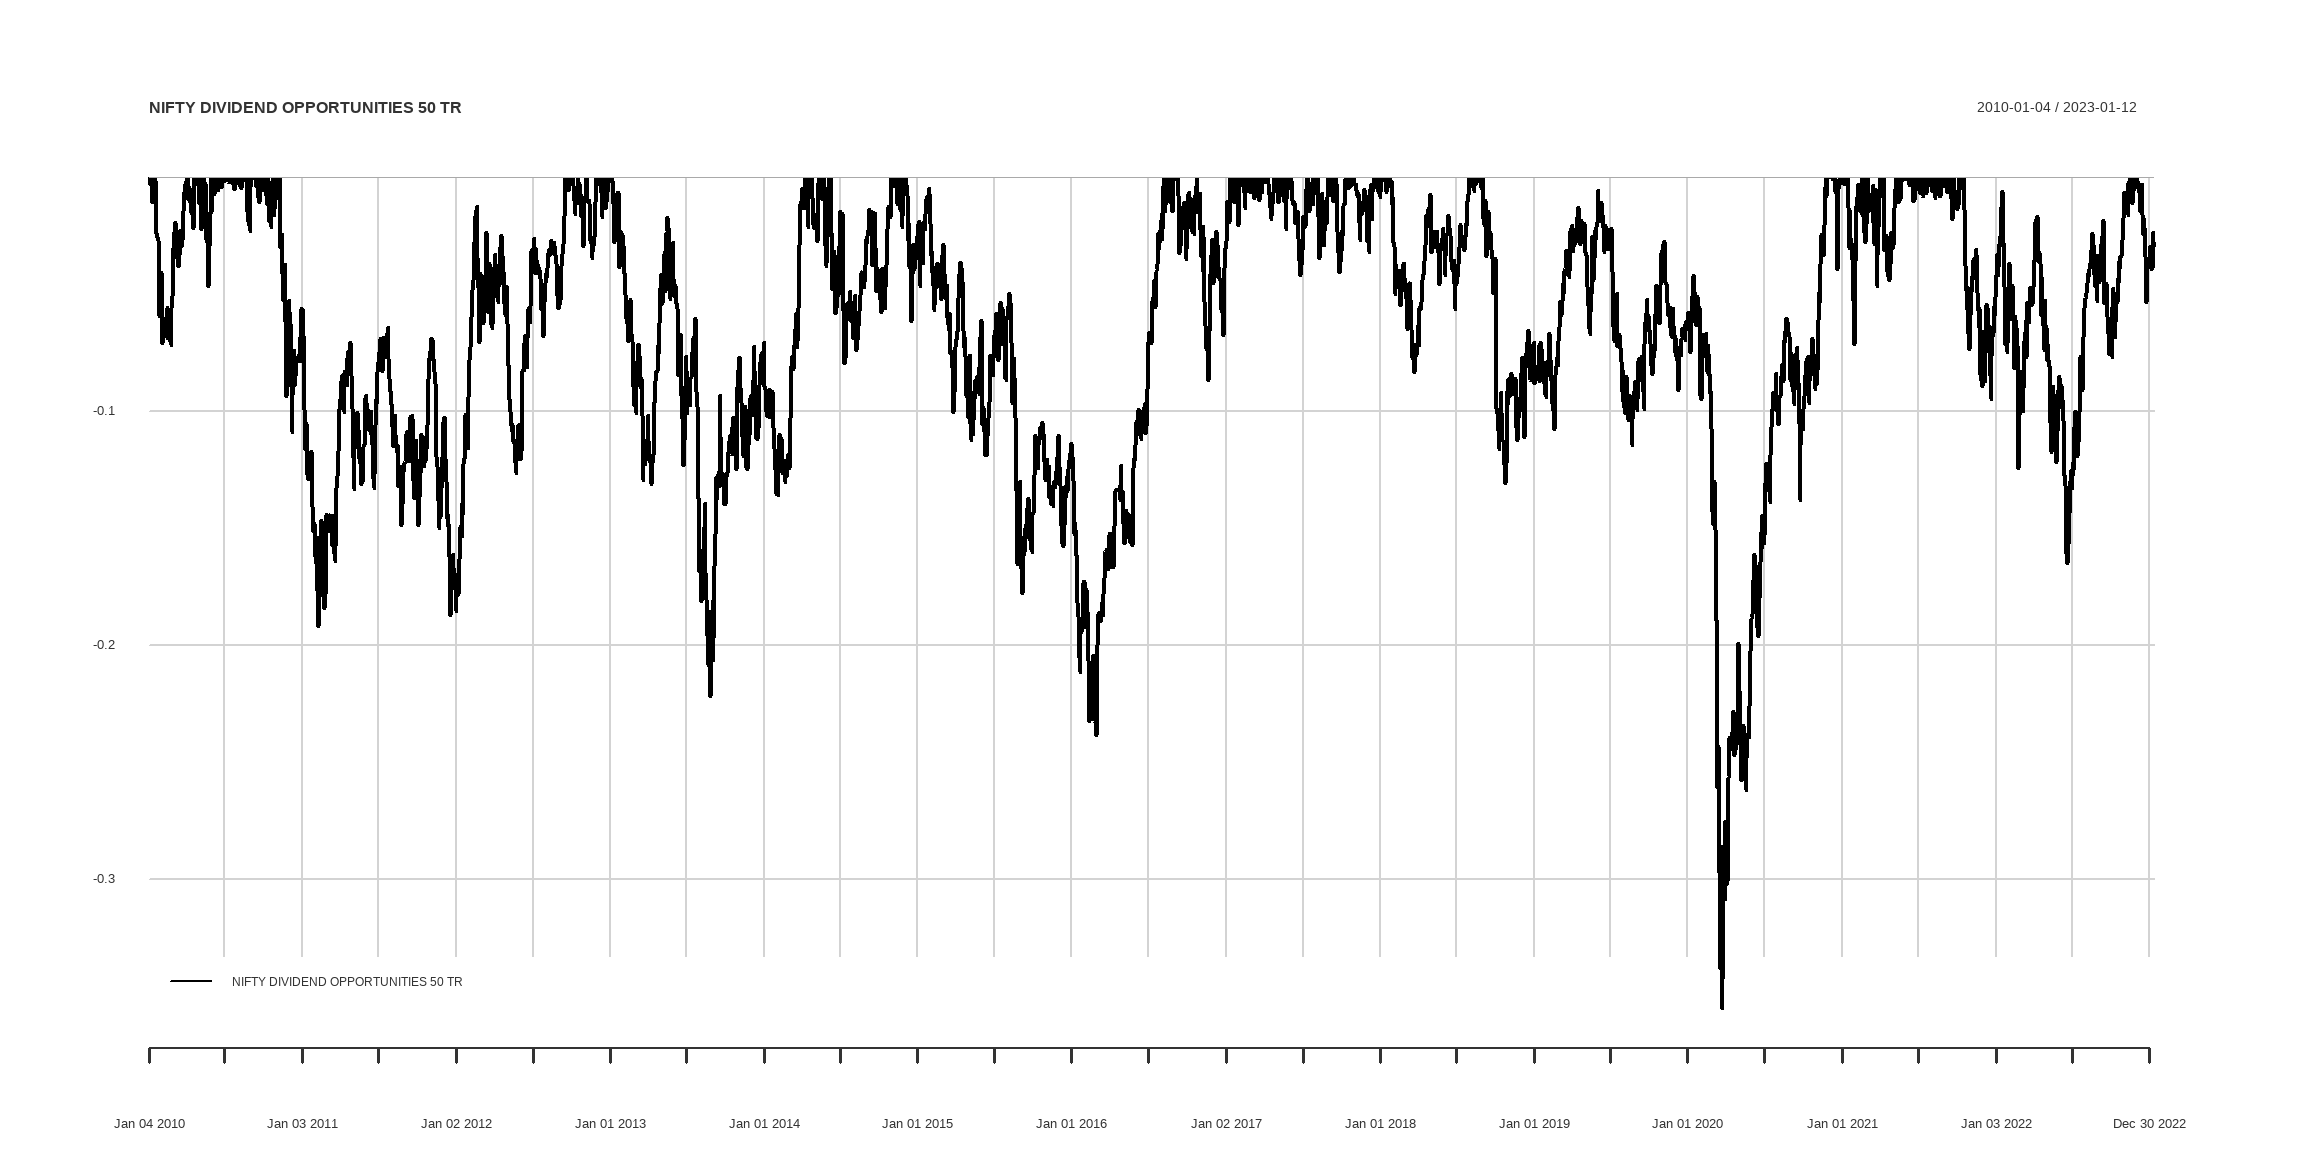 NIFTY DIVIDEND OPPORTUNITIES 50 TR
2010-01-04 / 2023-01-12
-0.1
-0.2
-0.3
NIFTY DIVIDEND OPPORTUNITIES 50 TR
Jan 04 2010 Jan 03 2011 Jan 02 2012 Jan 01 2013 Jan 01 2014 Jan 01 2015 Jan 01 2016 Jan 02 2017 Jan 01 2018 Jan 01 2019 Jan 01 2020 Jan 01 2021 Jan 03 2022 Dec 30 2022